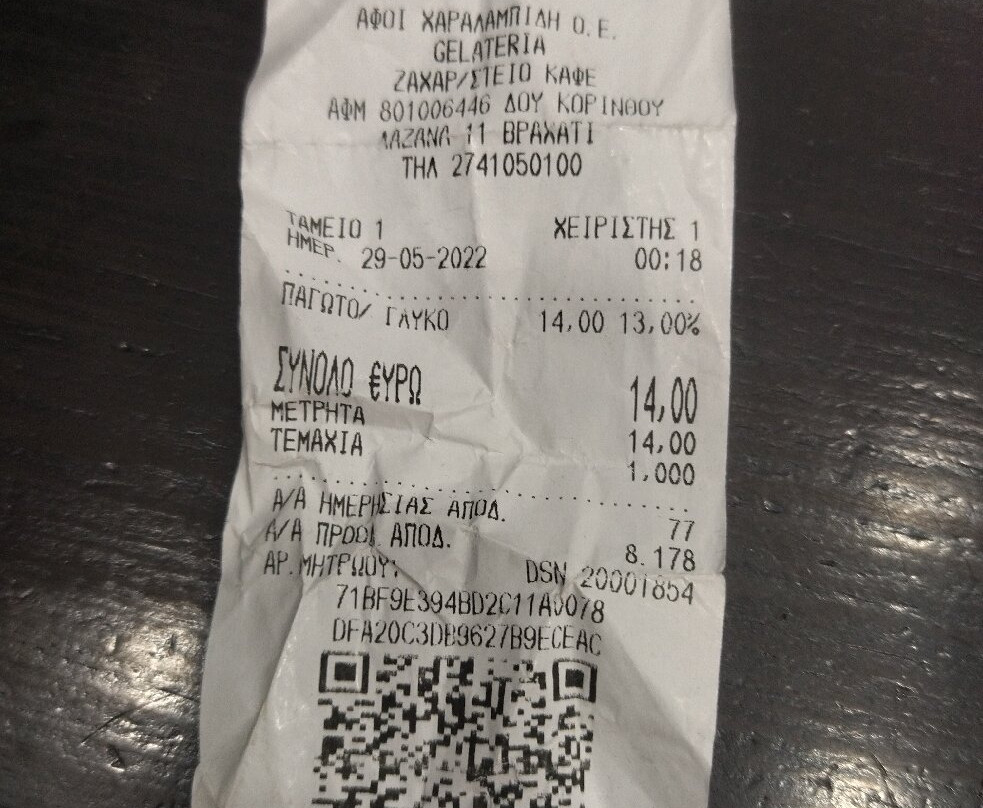 ΑΦΟΙ ΧΑΡΑΛΑΜΠΙΔΗ Ο.Ε.
GELATERIA
ΖΑΧΑΡ/ΣΤΕΙΟ ΚΑΦΕ
ΑΦΜ 801006446 ΔΟΥ ΚΟΡΙΝΘΟΥ
ΛΑΖΑΝΑ 11 ΒΡΑΧΑΤΙ
ΤΗΛ 2741050100
ΤΑΜΕΙΟ 1 ΧΕΙΡΙΣΤΗΣ 1
ΗΜΕΡ. 29-05-2022 00:18
ΠΑΓΩΤΟ/ ΓΛΥΚΟ 14,00 13,00%
ΣΥΝΟΛΟ €ΥΡΩ 14,00
ΜΕΤΡΗΤΑ 14,00
ΤΕΜΑΧΙΑ 1,000
Α/Α ΗΜΕΡΗΣΙΑΣ ΑΠΟΔ. 77
Α/Α ΠΡΟΟΔ. ΑΠΟΔ. 8.178
ΑΡ.ΜΗΤΡΩΟΥ: DSN 20001854
71BF9E394BD2C11A0078
DFA20C3DB9627B9ECEAC